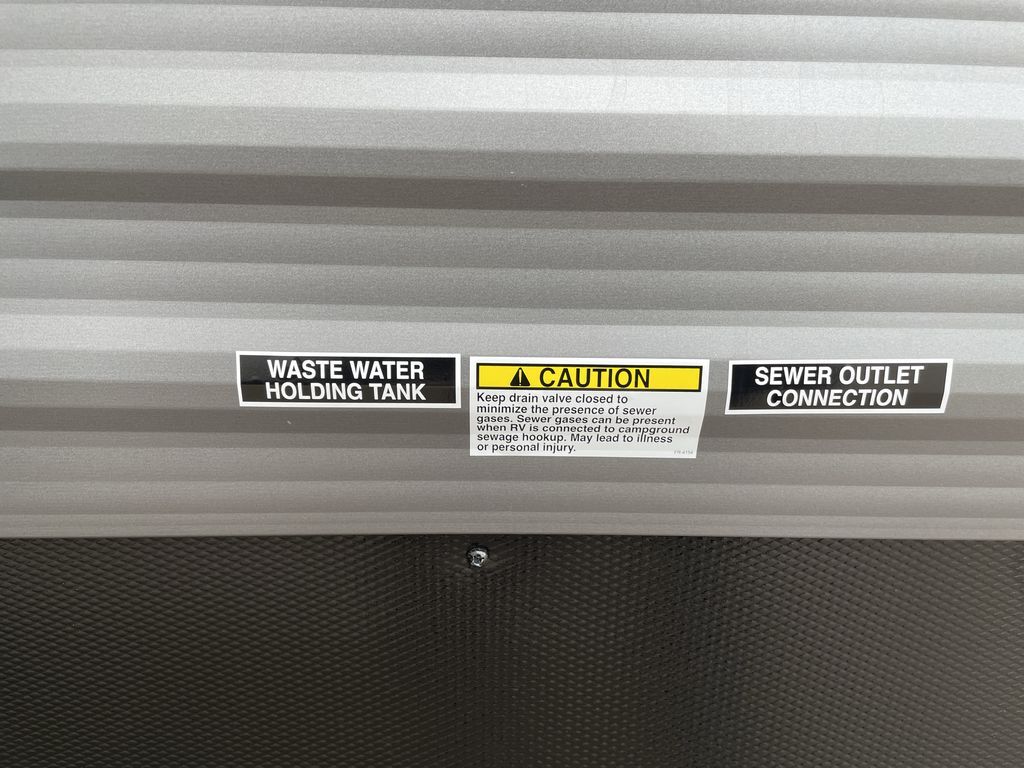 WASTE WATER
HOLDING TANK
CAUTION
Keep drain valve closed to
minimize the presence of sewer
gases. Sewer gases can be present
when RV is connected to campground
sewage hookup. May lead to illness
or personal injury.
SEWER OUTLET
CONNECTION